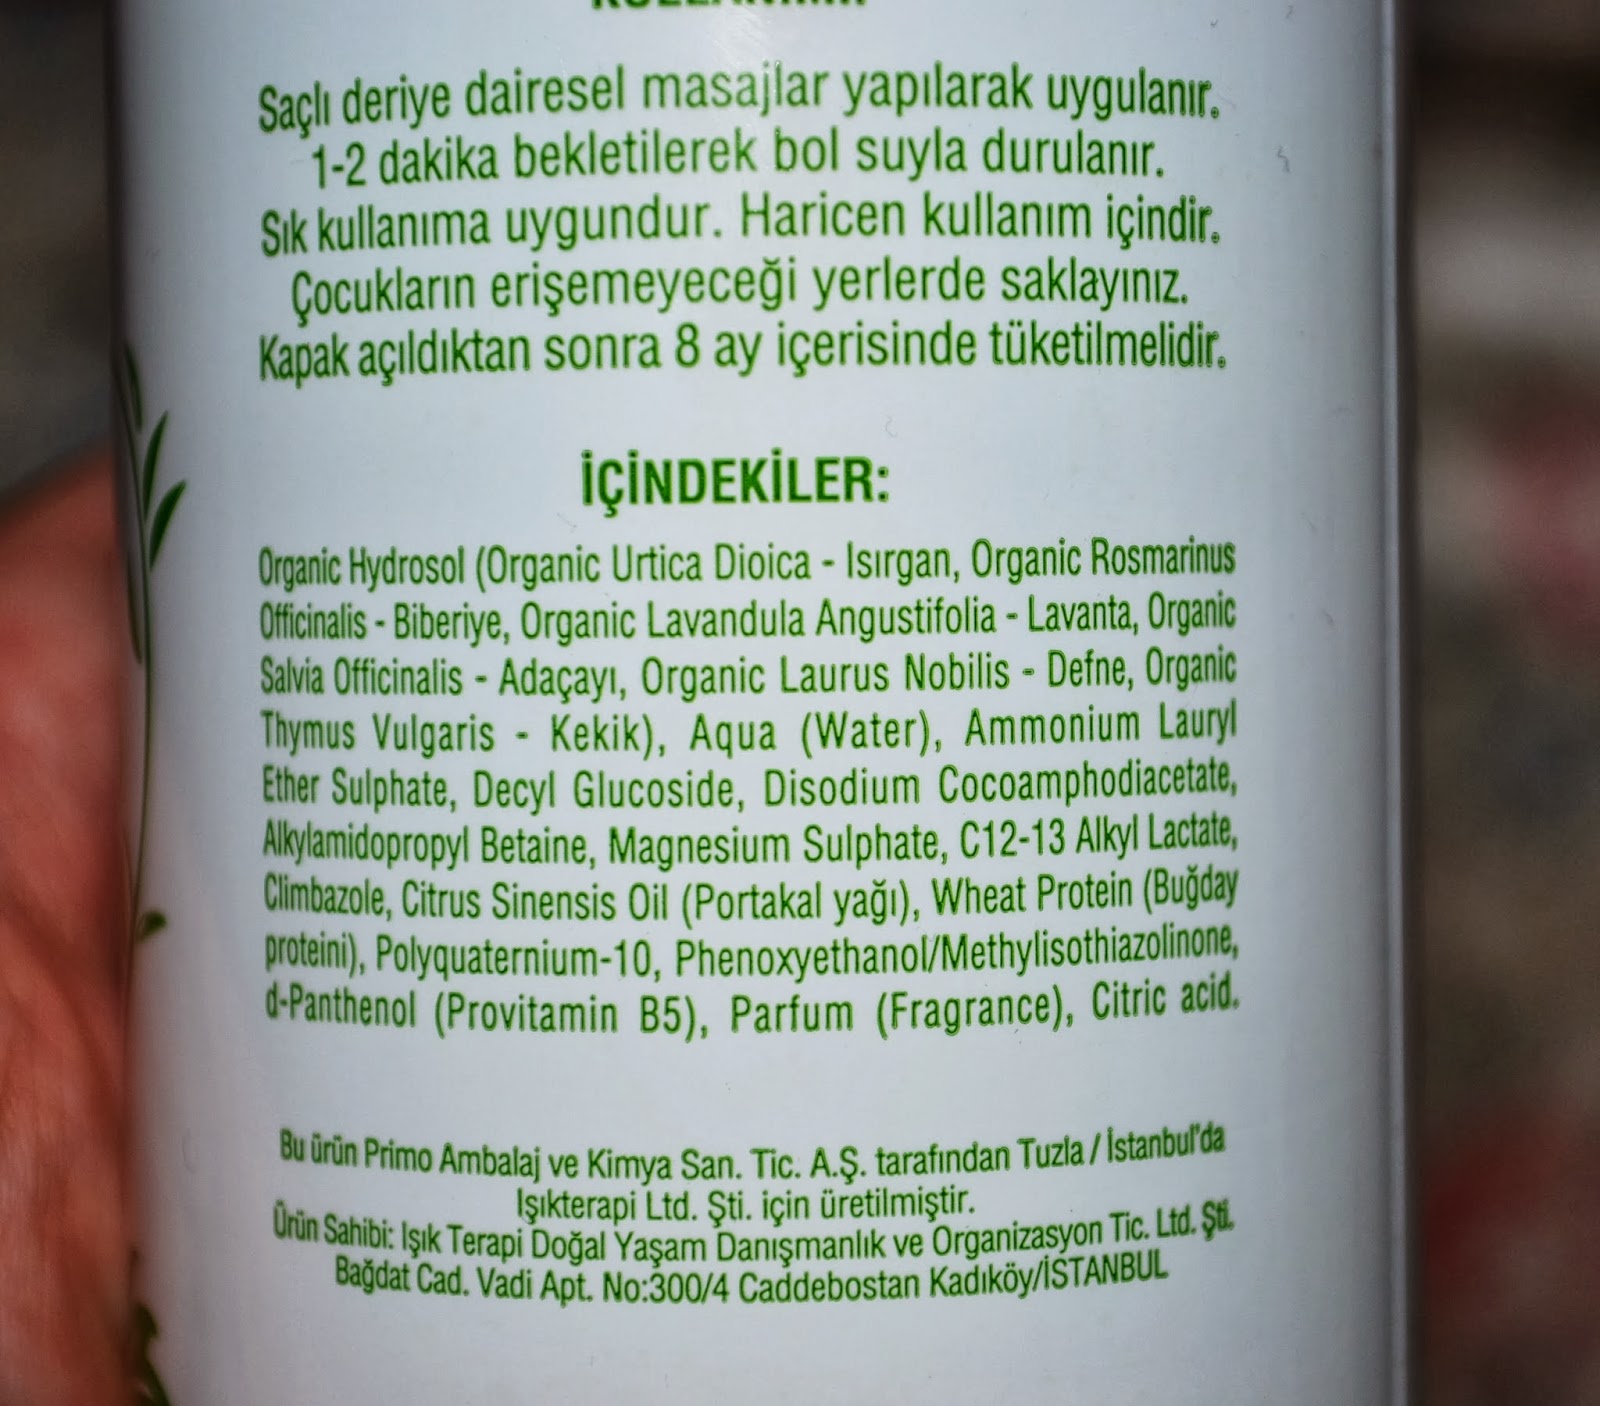 Saçlı deriye dairesel masajlar yapılarak uygulanır.
1-2 dakika bekletilerek bol suyla durulanır.
Sık kullanıma uygundur. Haricen kullanım içindir.
Çocukların erişemeyeceği yerlerde saklayınız.
Kapak açıldıktan sonra 8 ay içerisinde tüketilmelidir.
İÇİNDEKİLER:
Organic Hydrosol (Organic Urtica Dioica - Isırgan, Organic Rosmarinus
Officinalis - Biberiye, Organic Lavandula Angustifolia - Lavanta, Organic
Salvia Officinalis - Adaçayı, Organic Laurus Nobilis - Defne, Organic
Thymus Vulgaris - Kekik), Aqua (Water), Ammonium Lauryl
Ether Sulphate, Decyl Glucoside, Disodium Cocoamphodiacetate,
Alkylamidopropyl Betaine, Magnesium Sulphate, C12-13 Alkyl Lactate,
Climbazole, Citrus Sinensis Oil (Portakal yağı), Wheat Protein (Buğday
proteini), Polyquaternium-10, Phenoxyethanol/Methylisothiazolinone,
d-Panthenol (Provitamin B5), Parfum (Fragrance), Citric acid.
Bu ürün Primo Ambalaj ve Kimya San. Tic. A.Ş. tarafından Tuzla / İstanbul'da
Işıkterapi Ltd. Şti. için üretilmiştir.
Ürün Sahibi: Işık Terapi Doğal Yaşam Danışmanlık ve Organizasyon Tic. Ltd. Şti.
Bağdat Cad. Vadi Apt. No:300/4 Caddebostan Kadıköy/İSTANBUL